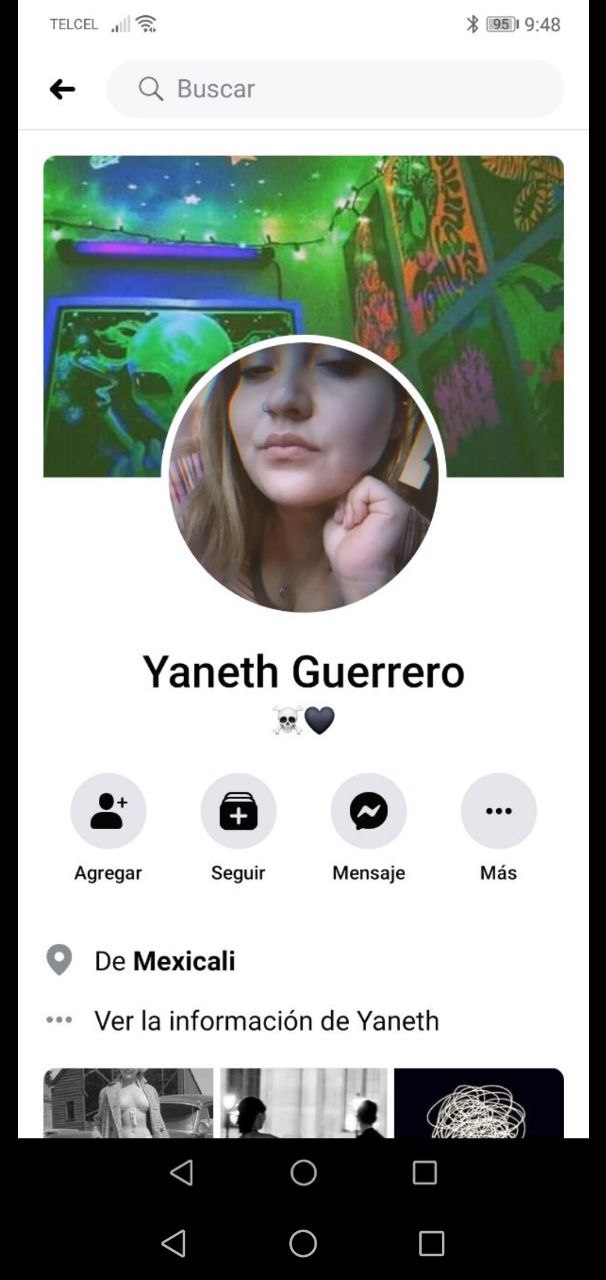 TELCEL
95 9:48
Buscar
Yaneth Guerrero
☠️🖤
Agregar
Seguir
Mensaje
Más
De Mexicali
Ver la información de Yaneth